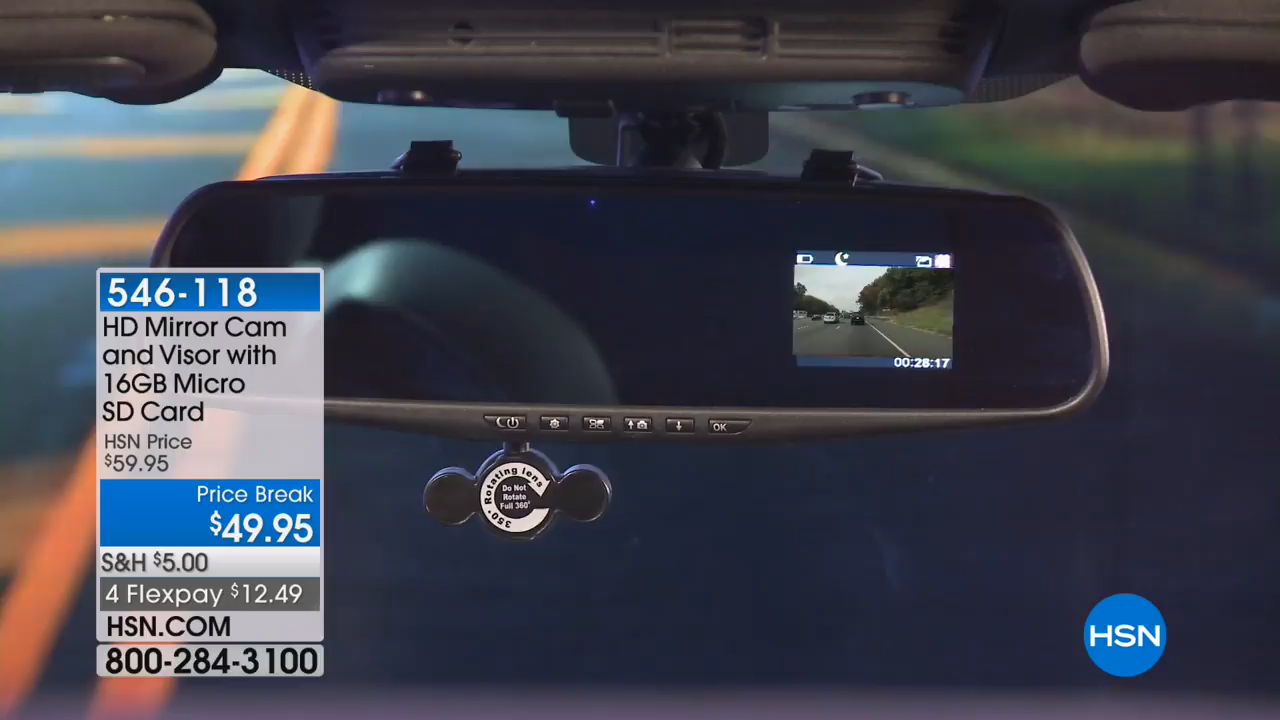 546-118
HD Mirror Cam
and Visor with
16GB Micro
SD Card
HSN Price
$59.95
Price Break
$49.95
S&H $5.00
4 Flexpay $12.49
HSN.COM
800-284-3100
00:28:17
OK
350° Rotating lens
Do Not
Rotate
Full 360°
HSN